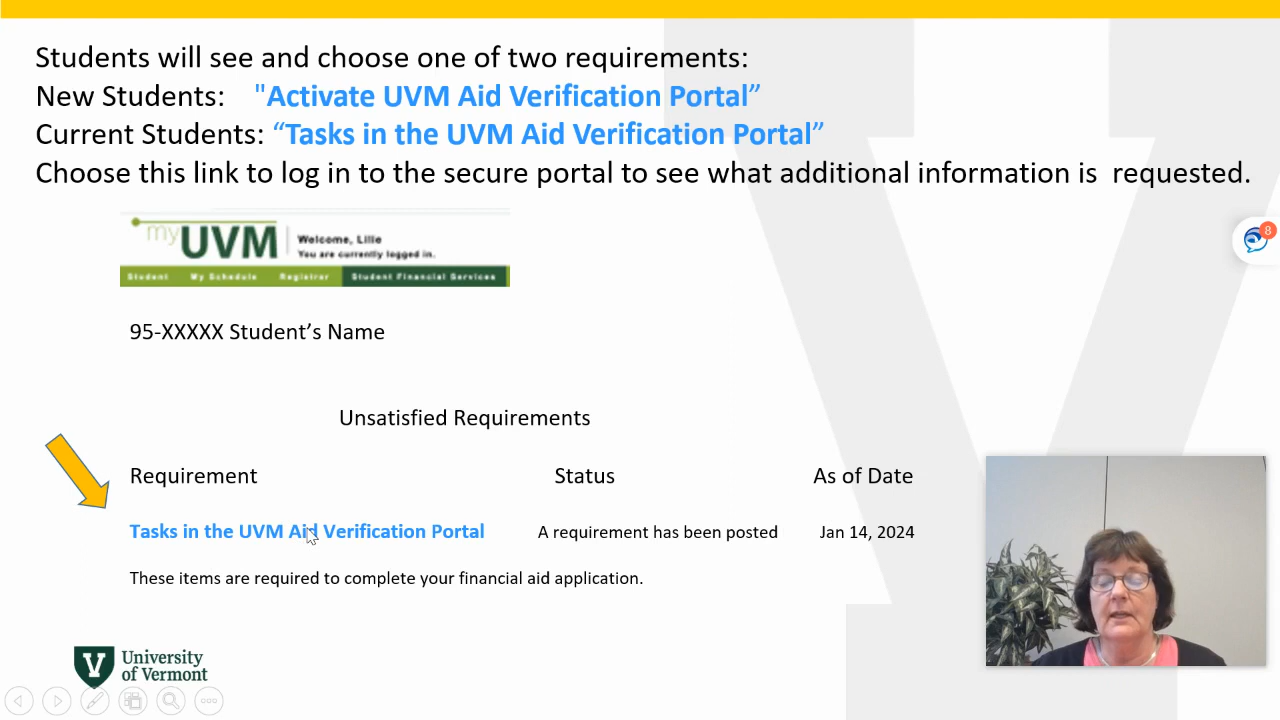 Students will see and choose one of two requirements:
New Students: "Activate UVM Aid Verification Portal”
Current Students: “Tasks in the UVM Aid Verification Portal”
Choose this link to log in to the secure portal to see what additional information is requested.
myUVM
Welcome, Lille
You are currently logged in.
Student My Schedule Registrar Student Financial Services
8
95-XXXXX Student’s Name
Unsatisfied Requirements
Requirement Status As of Date
Tasks in the UVM Aid Verification Portal A requirement has been posted Jan 14, 2024
These items are required to complete your financial aid application.
V University
of Vermont